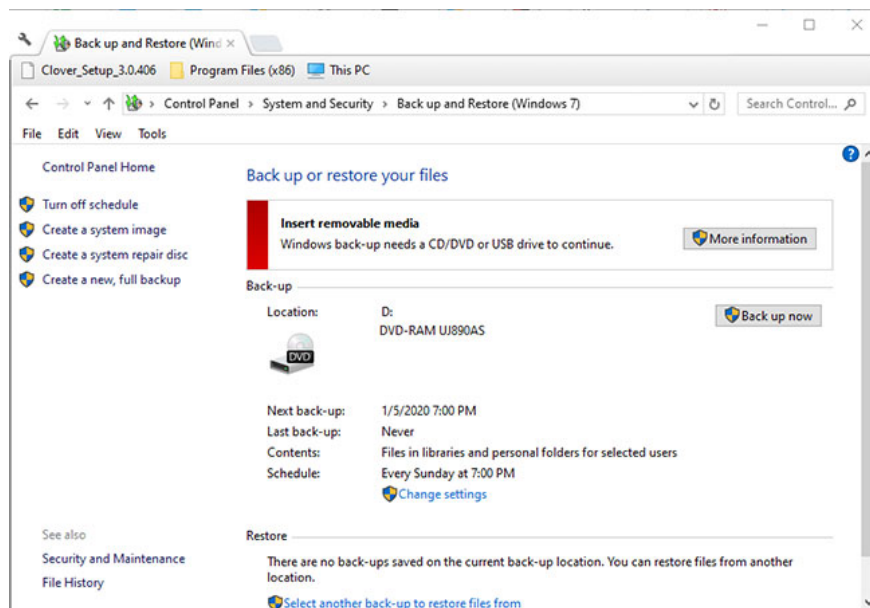 Back up and Restore (Wind
Clover_Setup_3.0.406 Program Files (x86) This PC
Control Panel > System and Security > Back up and Restore (Windows 7) Search Control...
File Edit View Tools
Control Panel Home
Turn off schedule
Create a system image
Create a system repair disc
Create a new, full backup
Back up or restore your files
Insert removable media
Windows back-up needs a CD/DVD or USB drive to continue.
More information
Back-up
Location: D:
DVD-RAM UJ890AS
DVD
Back up now
Next back-up: 1/5/2020 7:00 PM
Last back-up: Never
Contents: Files in libraries and personal folders for selected users
Schedule: Every Sunday at 7:00 PM
Change settings
See also
Security and Maintenance
File History
Restore
There are no back-ups saved on the current back-up location. You can restore files from another
location.
Select another back-up to restore files from